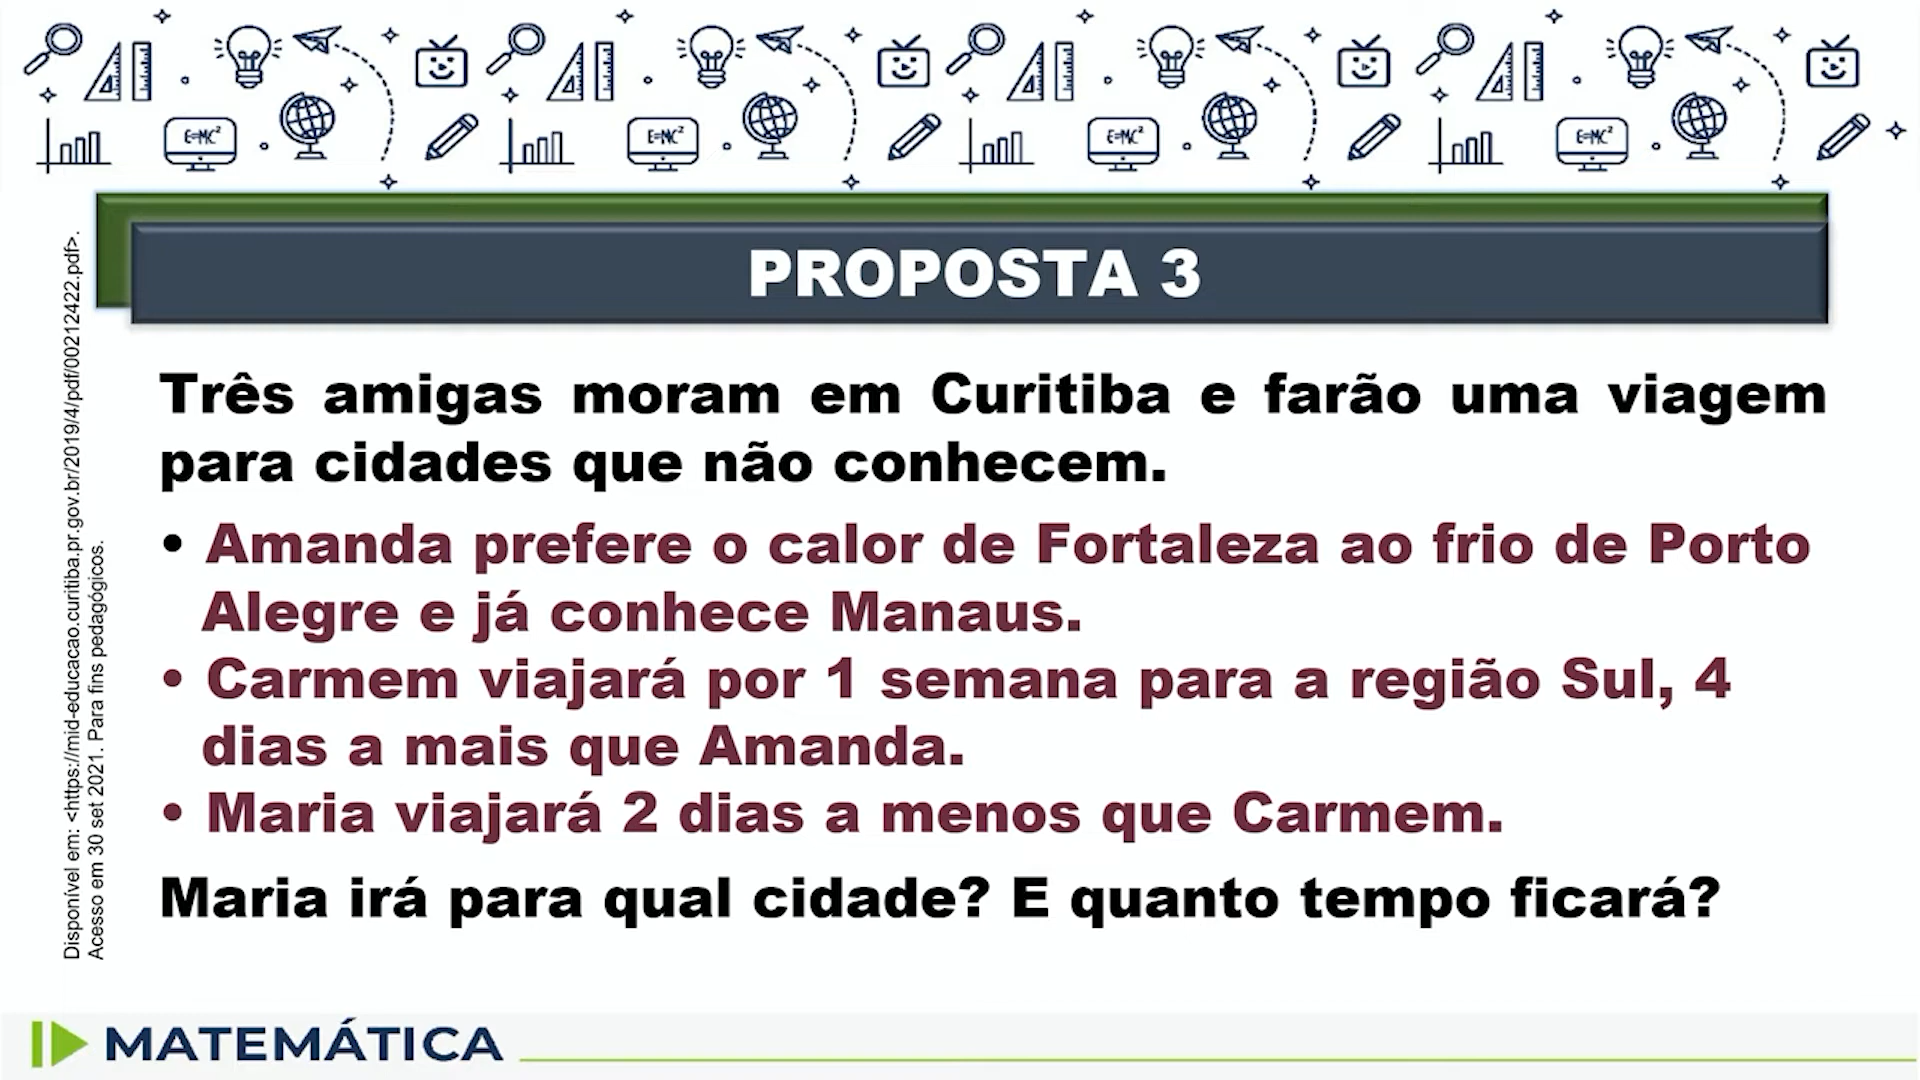 E=MC²
E=MC²
E=MC²
E=MC²
PROPOSTA 3
Três amigas moram em Curitiba e farão uma viagem
para cidades que não conhecem.
• Amanda prefere o calor de Fortaleza ao frio de Porto
Alegre e já conhece Manaus.
• Carmem viajará por 1 semana para a região Sul, 4
dias a mais que Amanda.
• Maria viajará 2 dias a menos que Carmem.
Maria irá para qual cidade? E quanto tempo ficará?
Disponível em: <https://mid-educacao.curitiba.pr.gov.br/2019/4/pdf/00212422.pdf>.
Acesso em 30 set 2021. Para fins pedagógicos.
MATEMÁTICA